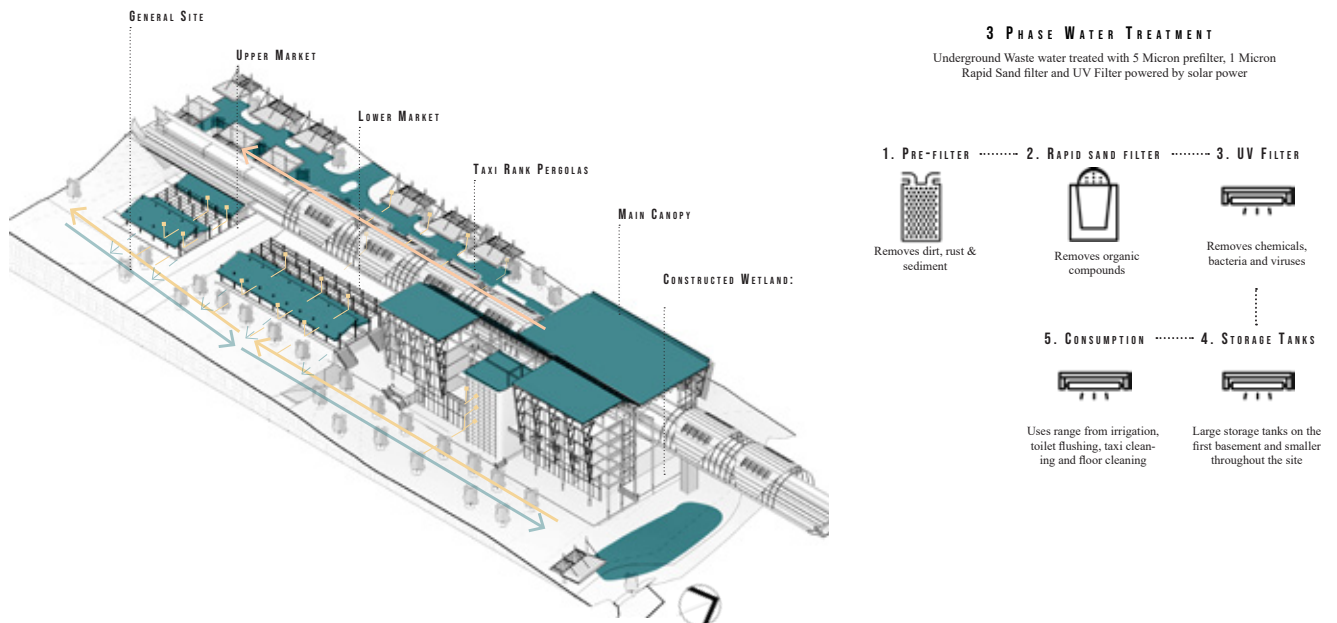 General Site
Upper Market
Lower Market
Taxi Rank Pergolas
Main Canopy
Constructed Wetland:
3 Phase Water Treatment
Underground Waste water treated with 5 Micron prefilter, 1 Micron
Rapid Sand filter and UV Filter powered by solar power
1. Pre-filter
2. Rapid sand filter
3. UV Filter
Removes dirt, rust &
sediment
Removes organic
compounds
Removes chemicals,
bacteria and viruses
5. Consumption
4. Storage Tanks
Uses range from irrigation,
toilet flushing, taxi clean-
ing and floor cleaning
Large storage tanks on the
first basement and smaller
throughout the site